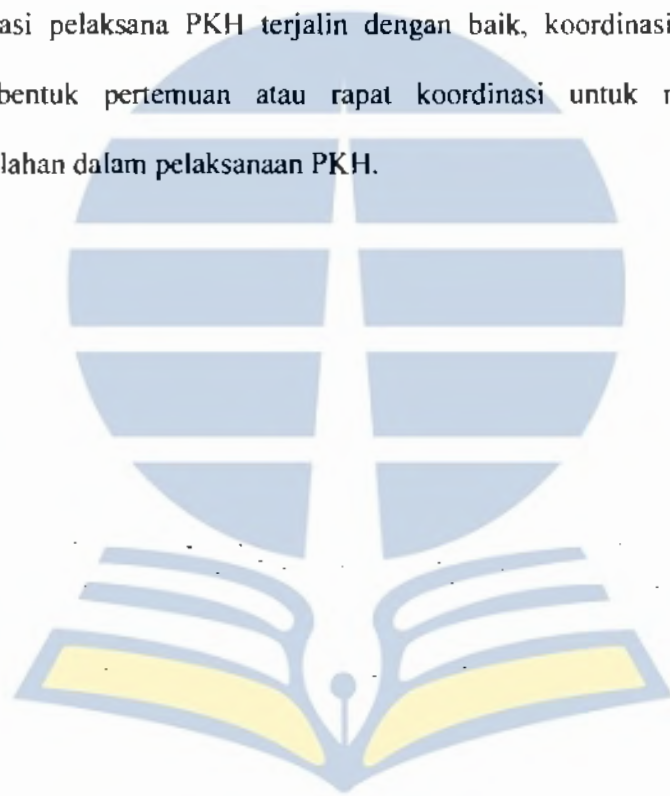 asi pelaksana PKH terjalin dengan baik, koordinasi
bentuk pertemuan atau rapat koordinasi untuk
lahan dalam pelaksanaan PKH.